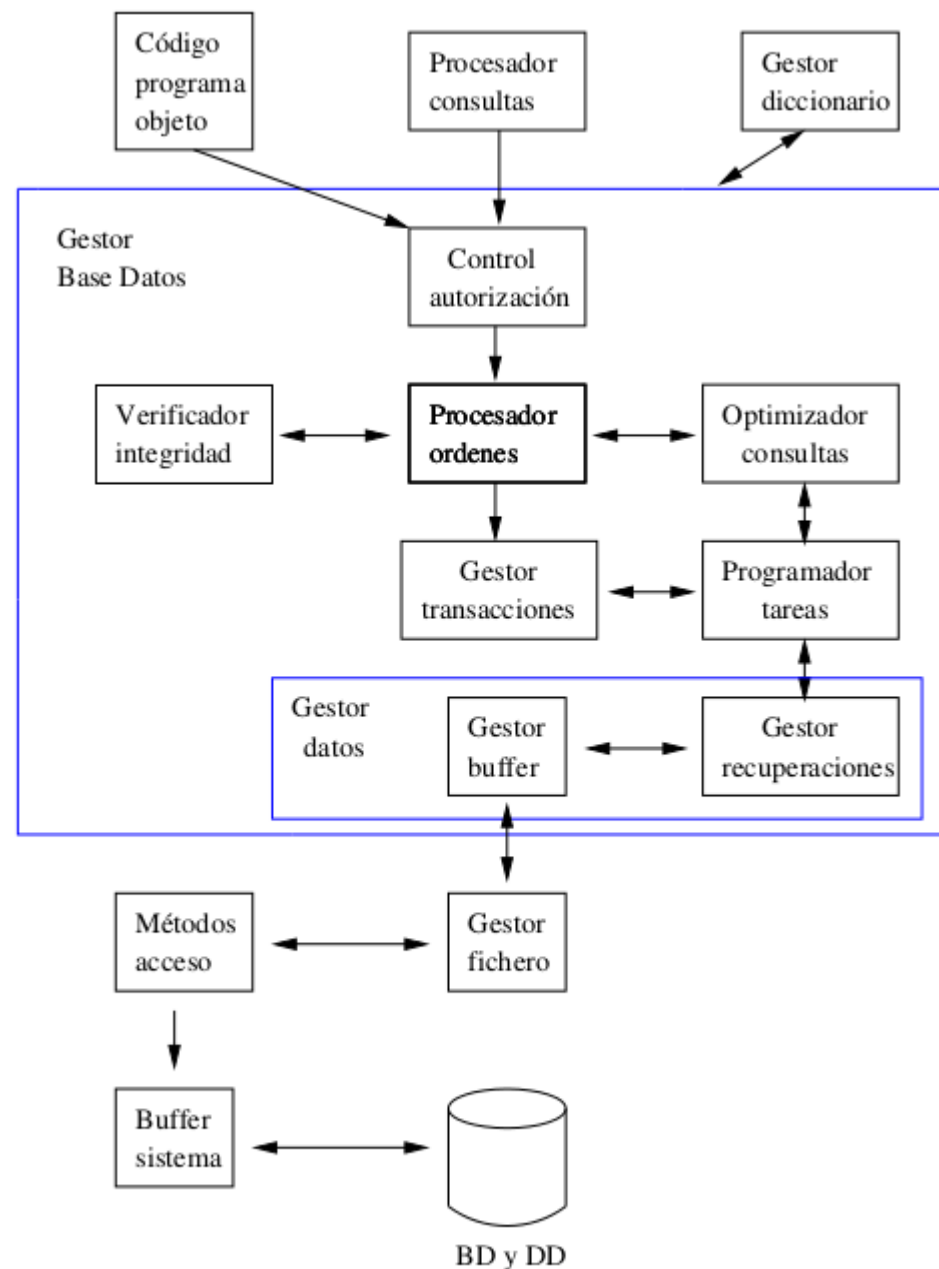 Código
programa
objeto
Procesador
consultas
Gestor
diccionario
Gestor
Base Datos
Control
autorización
Verificador
integridad
Procesador
ordenes
Optimizador
consultas
Gestor
transacciones
Programador
tareas
Gestor
datos
Gestor
buffer
Gestor
recuperaciones
Métodos
acceso
Gestor
fichero
Buffer
sistema
BD y DD